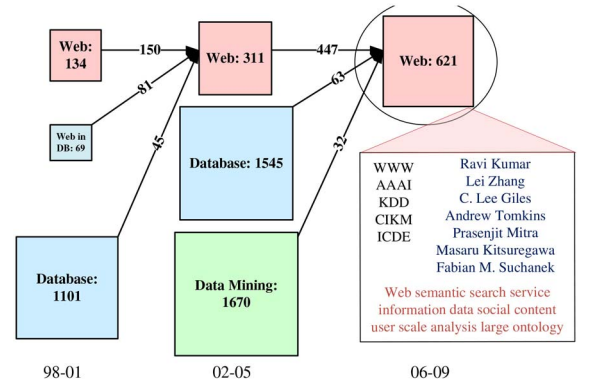 Web:
134
150
Web: 311
447
Web: 621
81
63
Web in
DB: 69
45
Database: 1545
32
WWW
AAAI
KDD
CIKM
ICDE
Ravi Kumar
Lei Zhang
C. Lee Giles
Andrew Tomkins
Prasenjit Mitra
Masaru Kitsuregawa
Fabian M. Suchanek
Database:
1101
Data Mining:
1670
Web semantic search service
information data social content
user scale analysis large ontology
98-01
02-05
06-09